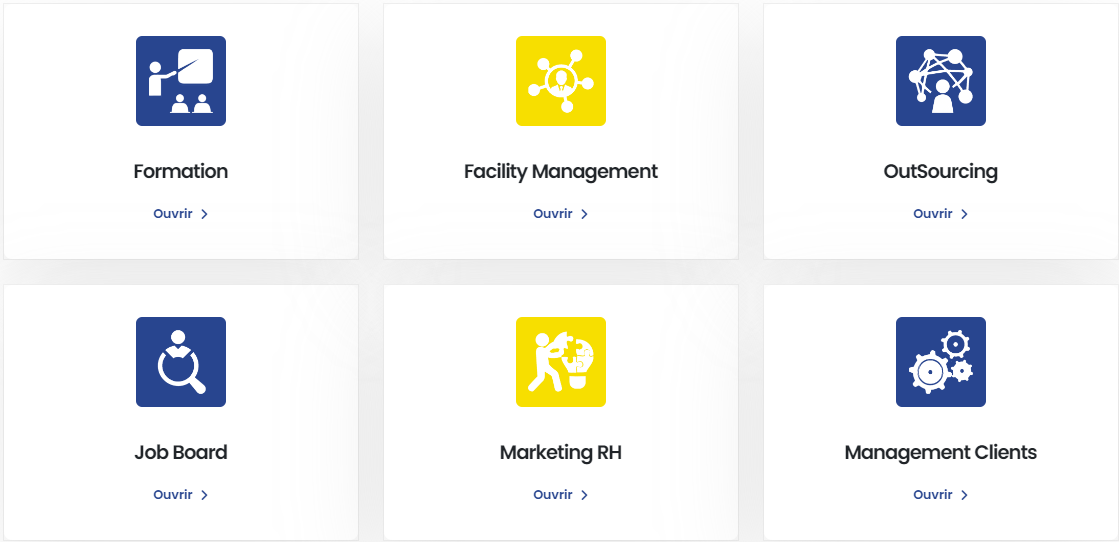 Formation
Facility Management
OutSourcing
Ouvrir
Ouvrir
Ouvrir
Job Board
Marketing RH
Management Clients
Ouvrir
Ouvrir
Ouvrir